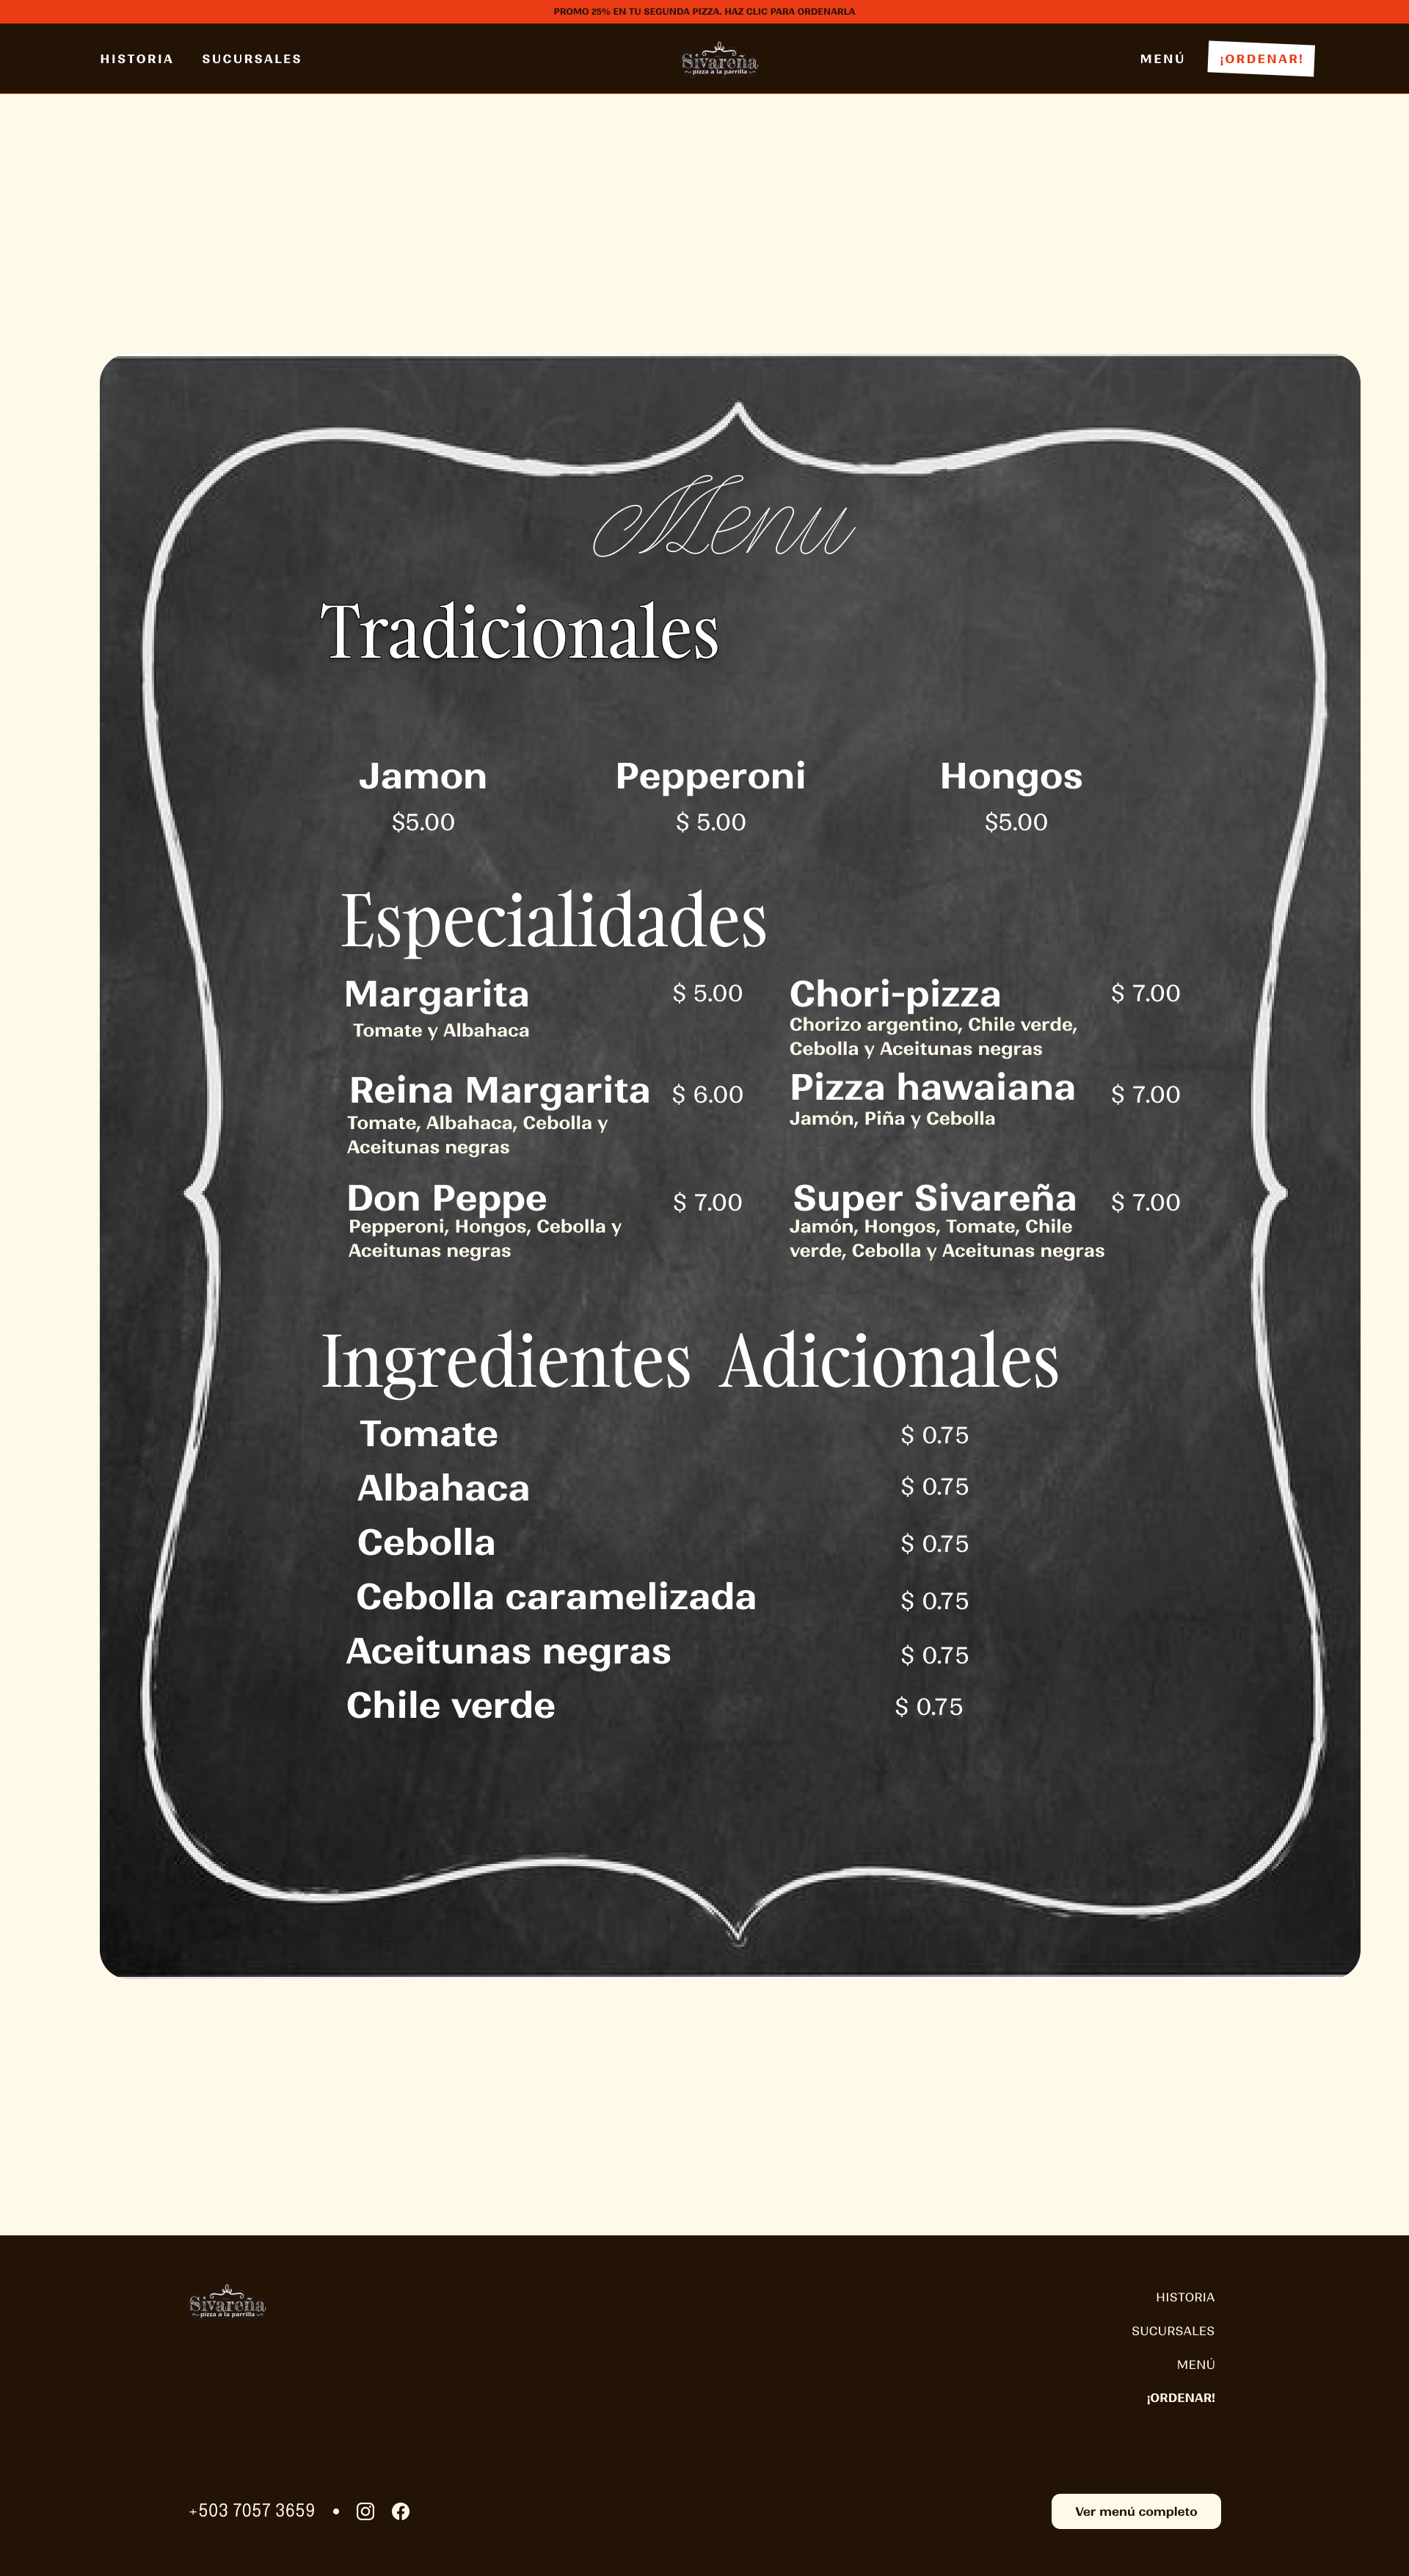 PROMO 25% EN TU SEGUNDA PIZZA. HAZ CLIC PARA ORDENARLA
HISTORIA
SUCURSALES
Sivareña
pizza a la parrilla
MENÚ
¡ORDENAR!
Menu
Tradicionales
Jamon
$5.00
Pepperoni
$ 5.00
Hongos
$5.00
Especialidades
Margarita
$ 5.00
Tomate y Albahaca
Chori-pizza
$ 7.00
Chorizo argentino, Chile verde,
Cebolla y Aceitunas negras
Reina Margarita
$ 6.00
Tomate, Albahaca, Cebolla y
Aceitunas negras
Pizza hawaiana
$ 7.00
Jamón, Piña y Cebolla
Don Peppe
$ 7.00
Pepperoni, Hongos, Cebolla y
Aceitunas negras
Super Sivareña
$ 7.00
Jamón, Hongos, Tomate, Chile
verde, Cebolla y Aceitunas negras
Ingredientes Adicionales
Tomate
$ 0.75
Albahaca
$ 0.75
Cebolla
$ 0.75
Cebolla caramelizada
$ 0.75
Aceitunas negras
$ 0.75
Chile verde
$ 0.75
Sivareña
pizza a la parrilla
HISTORIA
SUCURSALES
MENÚ
¡ORDENAR!
+503 7057 3659 •
Ver menú completo